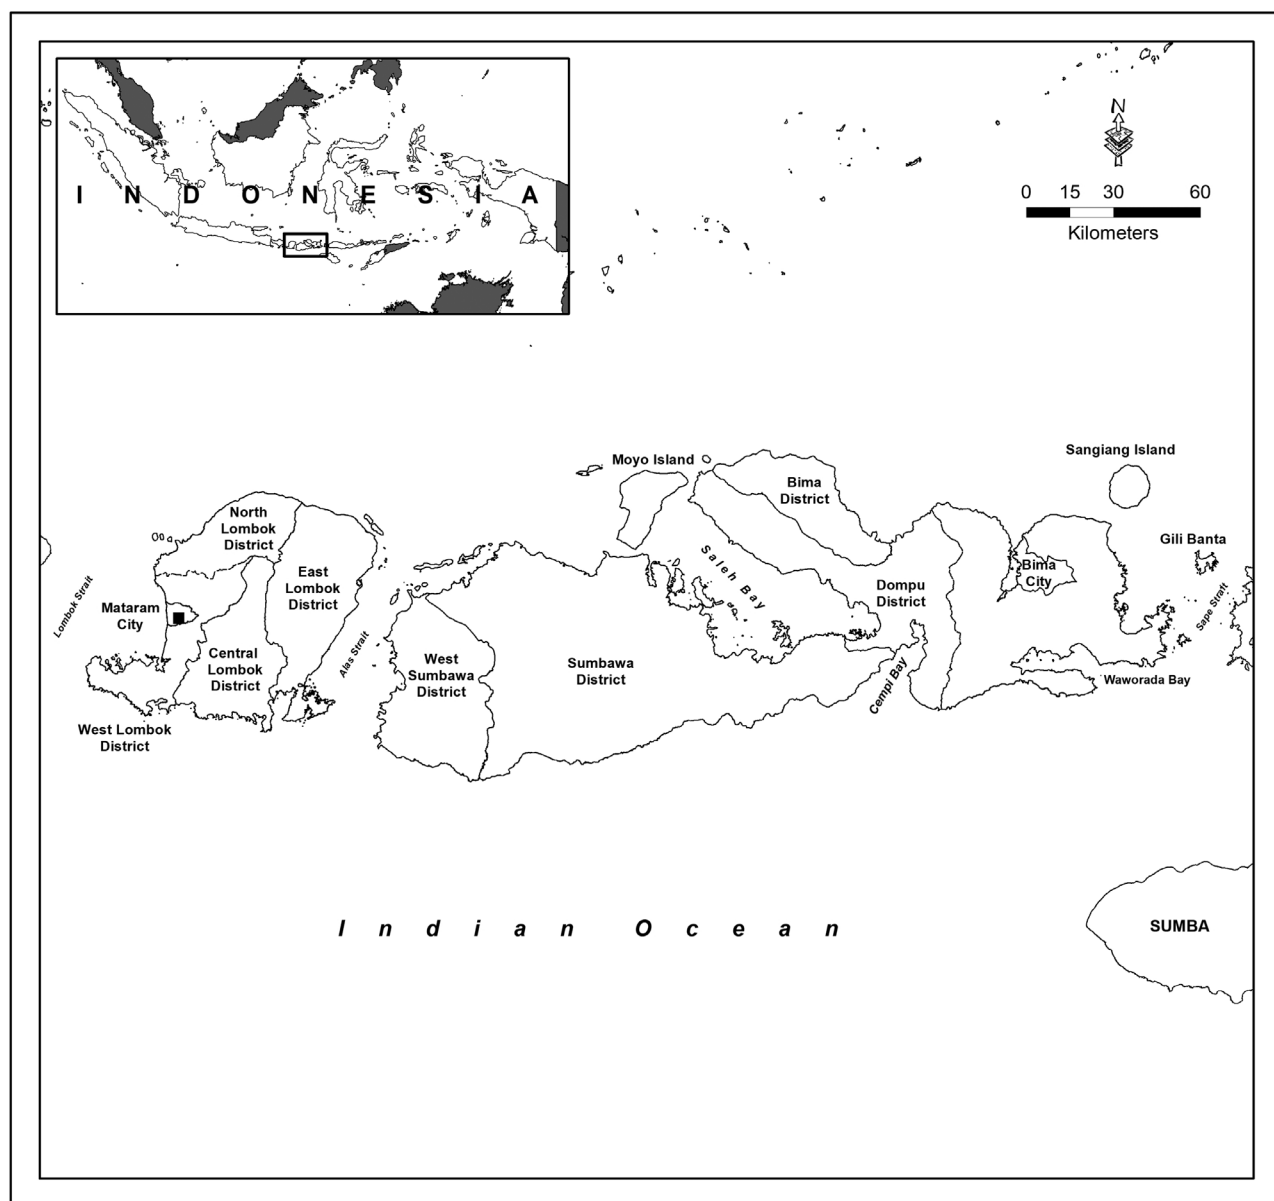 I N D O N E S I A
N
0 15 30 60
Kilometers
Moyo Island
Sangiang Island
Bima
District
North
Lombok
District
Gili Banta
Saleh Bay
Bima
City
East
Lombok
District
Dompu
District
Lombok Strait
Mataram
City
Sape Strait
Alas Strait
Central
Lombok
District
West
Sumbawa
District
Sumbawa
District
Cempi Bay
Waworada Bay
West Lombok
District
Indian Ocean
SUMBA